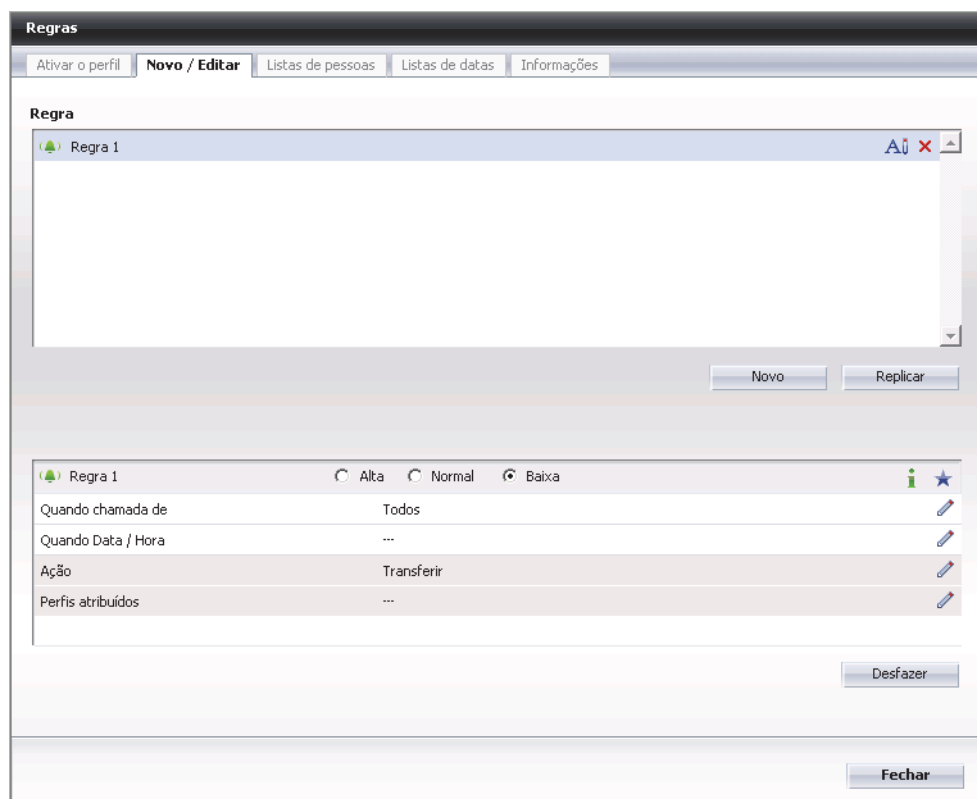 Regras
Ativar o perfil Novo / Editar Listas de pessoas Listas de datas Informações
Regra
Regra 1
Novo Replicar
Regra 1 Alta Normal Baixa
Quando chamada de Todos
Quando Data / Hora ---
Ação Transferir
Perfis atribuídos ---
Desfazer
Fechar